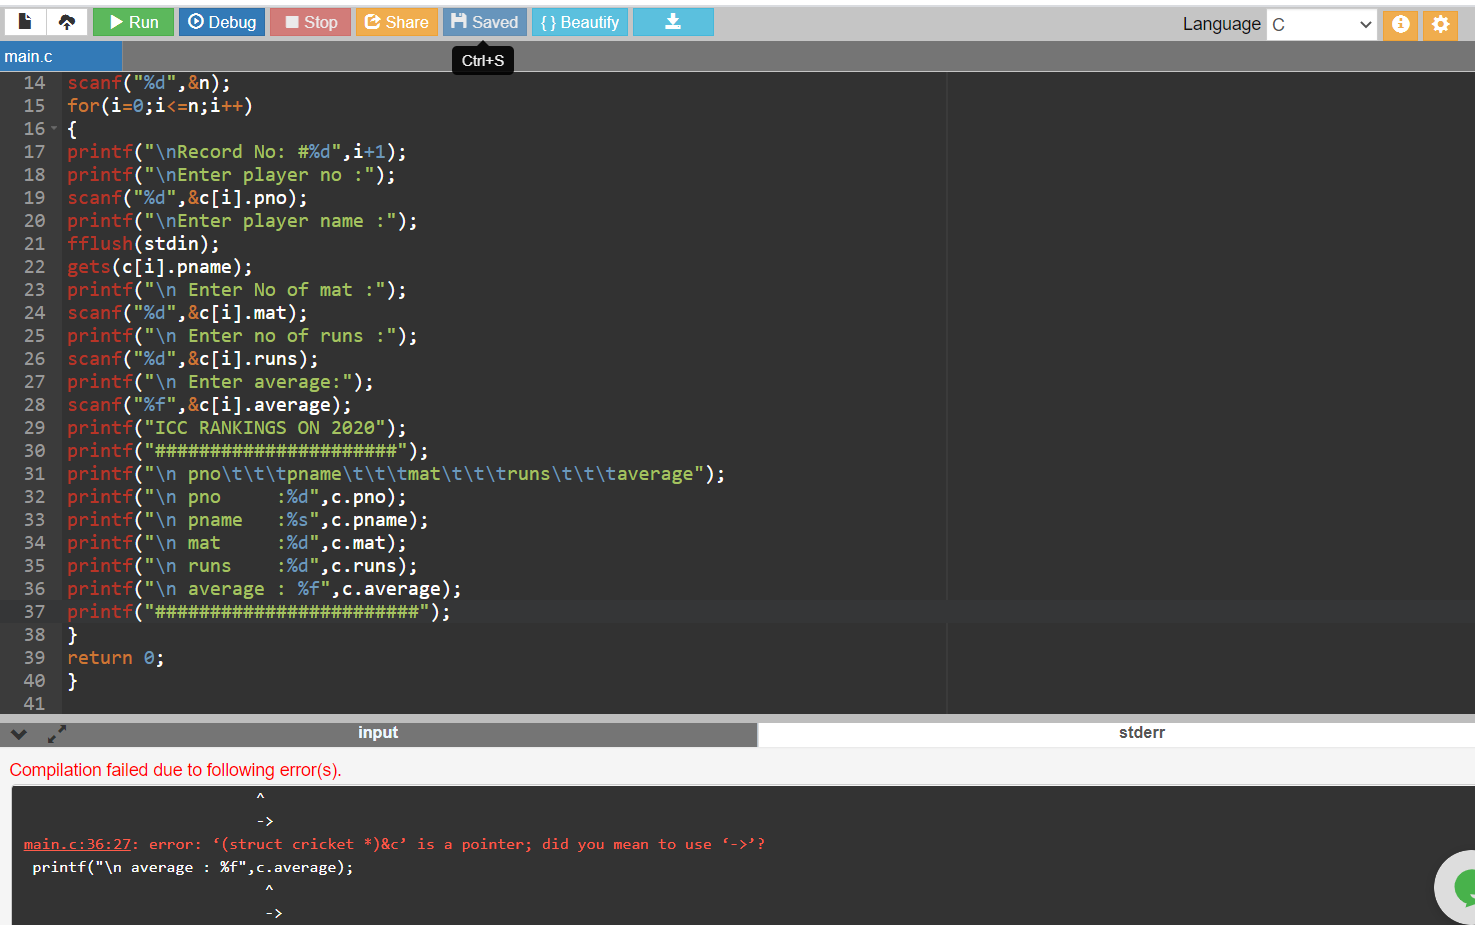 Run Debug Stop Share Saved {} Beautify Language C
main.c
Ctrl+S
14 scanf("%d",&n);
15 for(i=0;i<=n;i++)
16 {
17 printf("\nRecord No: #%d",i+1);
18 printf("\nEnter player no :");
19 scanf("%d",&c[i].pno);
20 printf("\nEnter player name :");
21 fflush(stdin);
22 gets(c[i].pname);
23 printf("\n Enter No of mat :");
24 scanf("%d",&c[i].mat);
25 printf("\n Enter no of runs :");
26 scanf("%d",&c[i].runs);
27 printf("\n Enter average:");
28 scanf("%f",&c[i].average);
29 printf("ICC RANKINGS ON 2020");
30 printf("######################");
31 printf("\n pno\t\t\tpname\t\t\tmat\t\t\truns\t\t\taverage");
32 printf("\n pno     :%d",c.pno);
33 printf("\n pname   :%s",c.pname);
34 printf("\n mat     :%d",c.mat);
35 printf("\n runs    :%d",c.runs);
36 printf("\n average : %f",c.average);
37 printf("########################");
38 }
39 return 0;
40 }
41
input stderr
Compilation failed due to following error(s).
^
->
main.c:36:27: error: ‘(struct cricket *)&c’ is a pointer; did you mean to use ‘->’?
printf("\n average : %f",c.average);
^
->